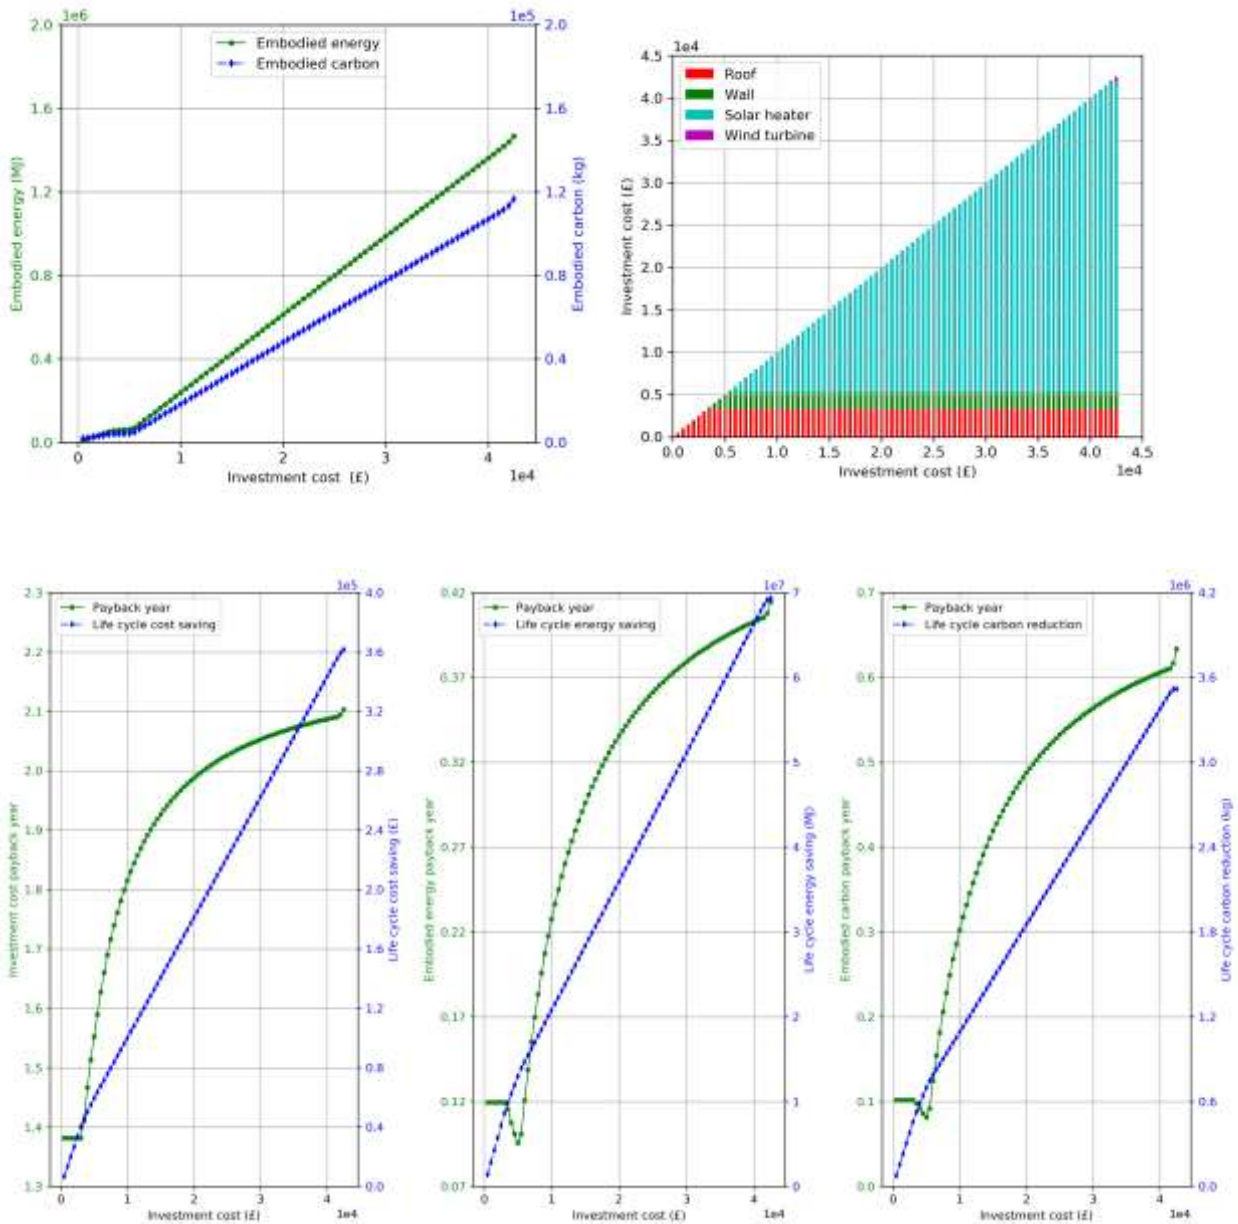 1e6
1e5
2.0
2.0
Embodied energy
Embodied carbon
1.6
1.6
1.2
1.2
0.8
0.8
0.4
0.4
0.0
0.0
Embodied energy (MJ)
Embodied carbon (kg)
0
1
2
3
4
1e4
Investment cost (£)
1e4
4.5
4.0
3.5
3.0
2.5
2.0
1.5
1.0
0.5
0.0
Roof
Wall
Solar heater
Wind turbine
Investment cost (£)
0.0
0.5
1.0
1.5
2.0
2.5
3.0
3.5
4.0
4.5
1e4
Investment cost (£)
1e5
2.3
2.2
2.1
2.0
1.9
1.8
1.7
1.6
1.5
1.4
1.3
Payback year
Life cycle cost saving
4.0
3.6
3.2
2.8
2.4
2.0
1.6
1.2
0.8
0.4
0.0
Investment cost payback year
Life cycle cost saving (£)
0
1
2
3
4
1e4
Investment cost (£)
1e7
0.42
0.37
0.32
0.27
0.22
0.17
0.12
0.07
Payback year
Life cycle energy saving
7
6
5
4
3
2
1
0
Embodied energy payback year
Life cycle energy saving (MJ)
0
1
2
3
4
1e4
Investment cost (£)
1e6
0.7
0.6
0.5
0.4
0.3
0.2
0.1
0.0
Payback year
Life cycle carbon reduction
4.2
3.6
3.0
2.4
1.8
1.2
0.6
0.0
Embodied carbon payback year
Life cycle carbon reduction (kg)
0
1
2
3
4
1e4
Investment cost (£)